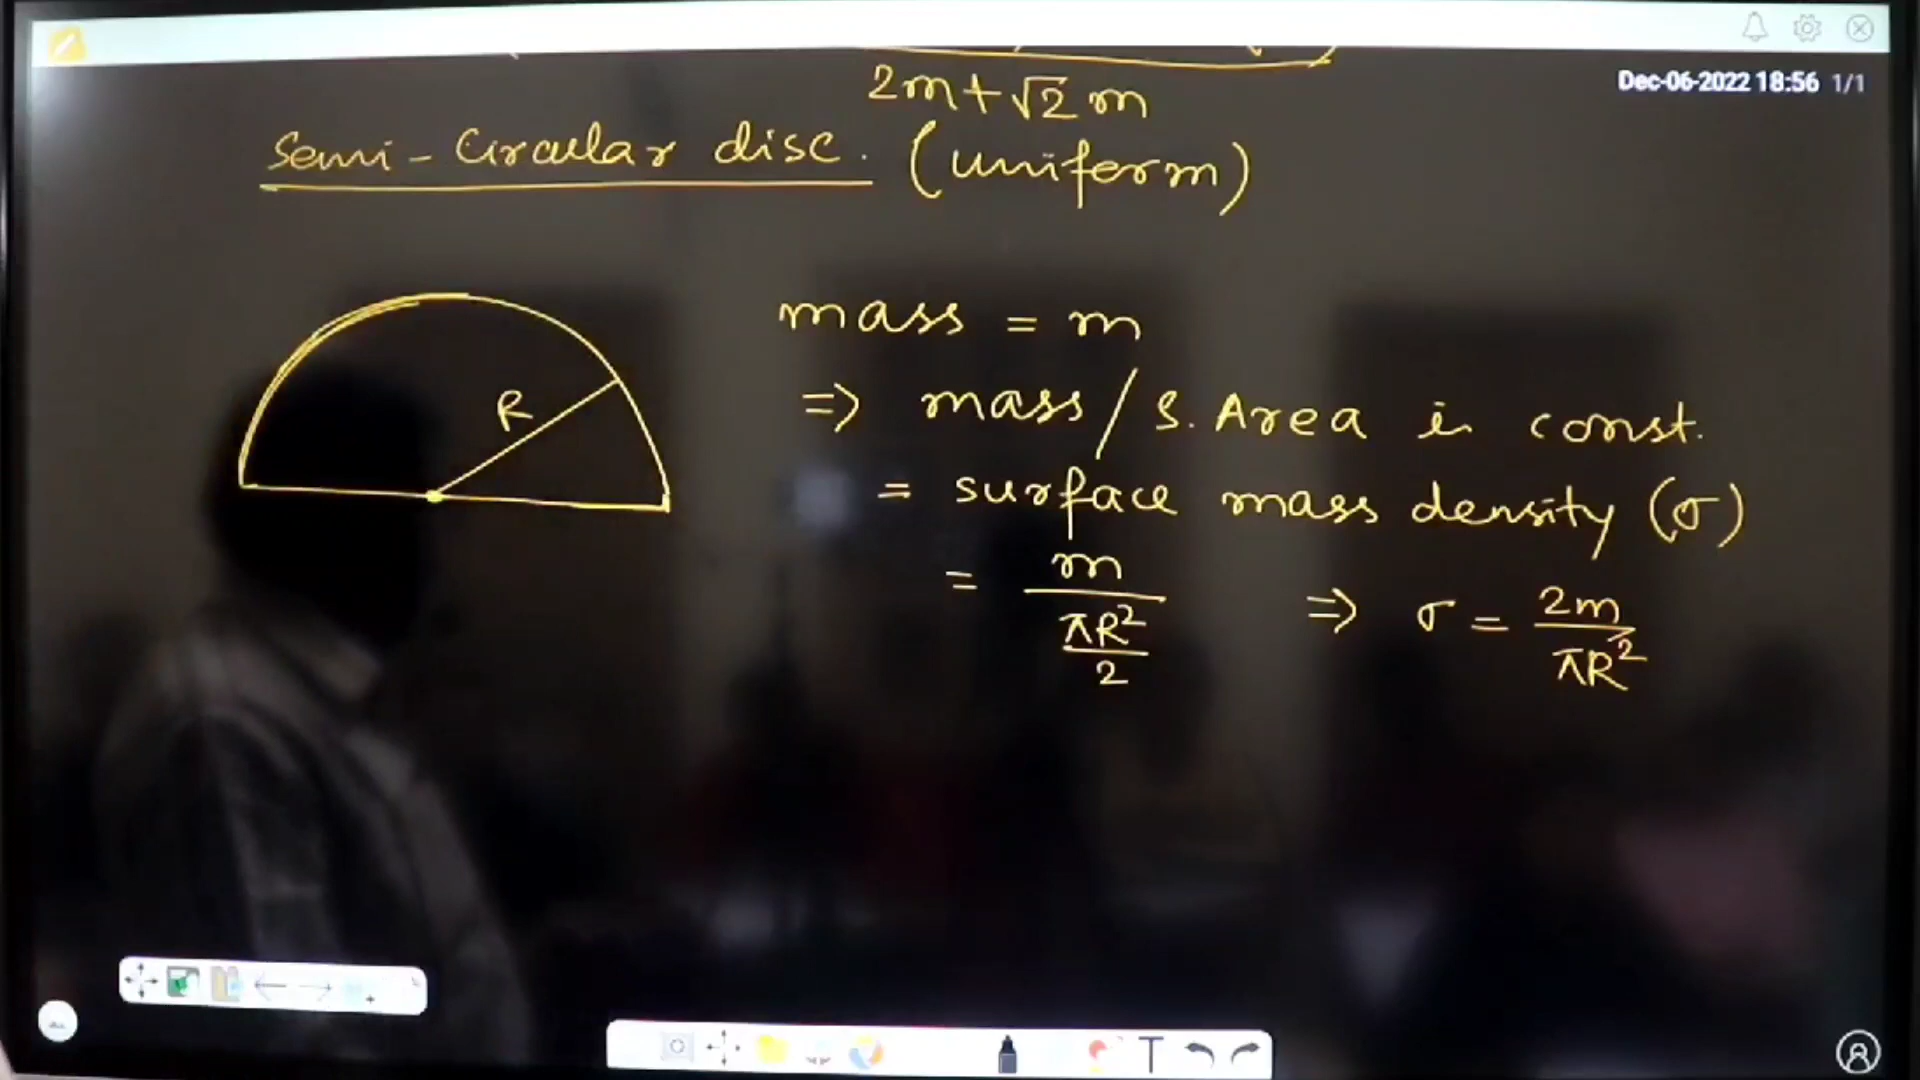 Dec-06-2022 18:56 1/1
2m+√2 m
Semi-Circular disc. (uniform)
R
mass = m
=> mass / S. Area is const.
= surface mass density (σ)
= m / (πR²/2) => σ = 2m / πR²
T